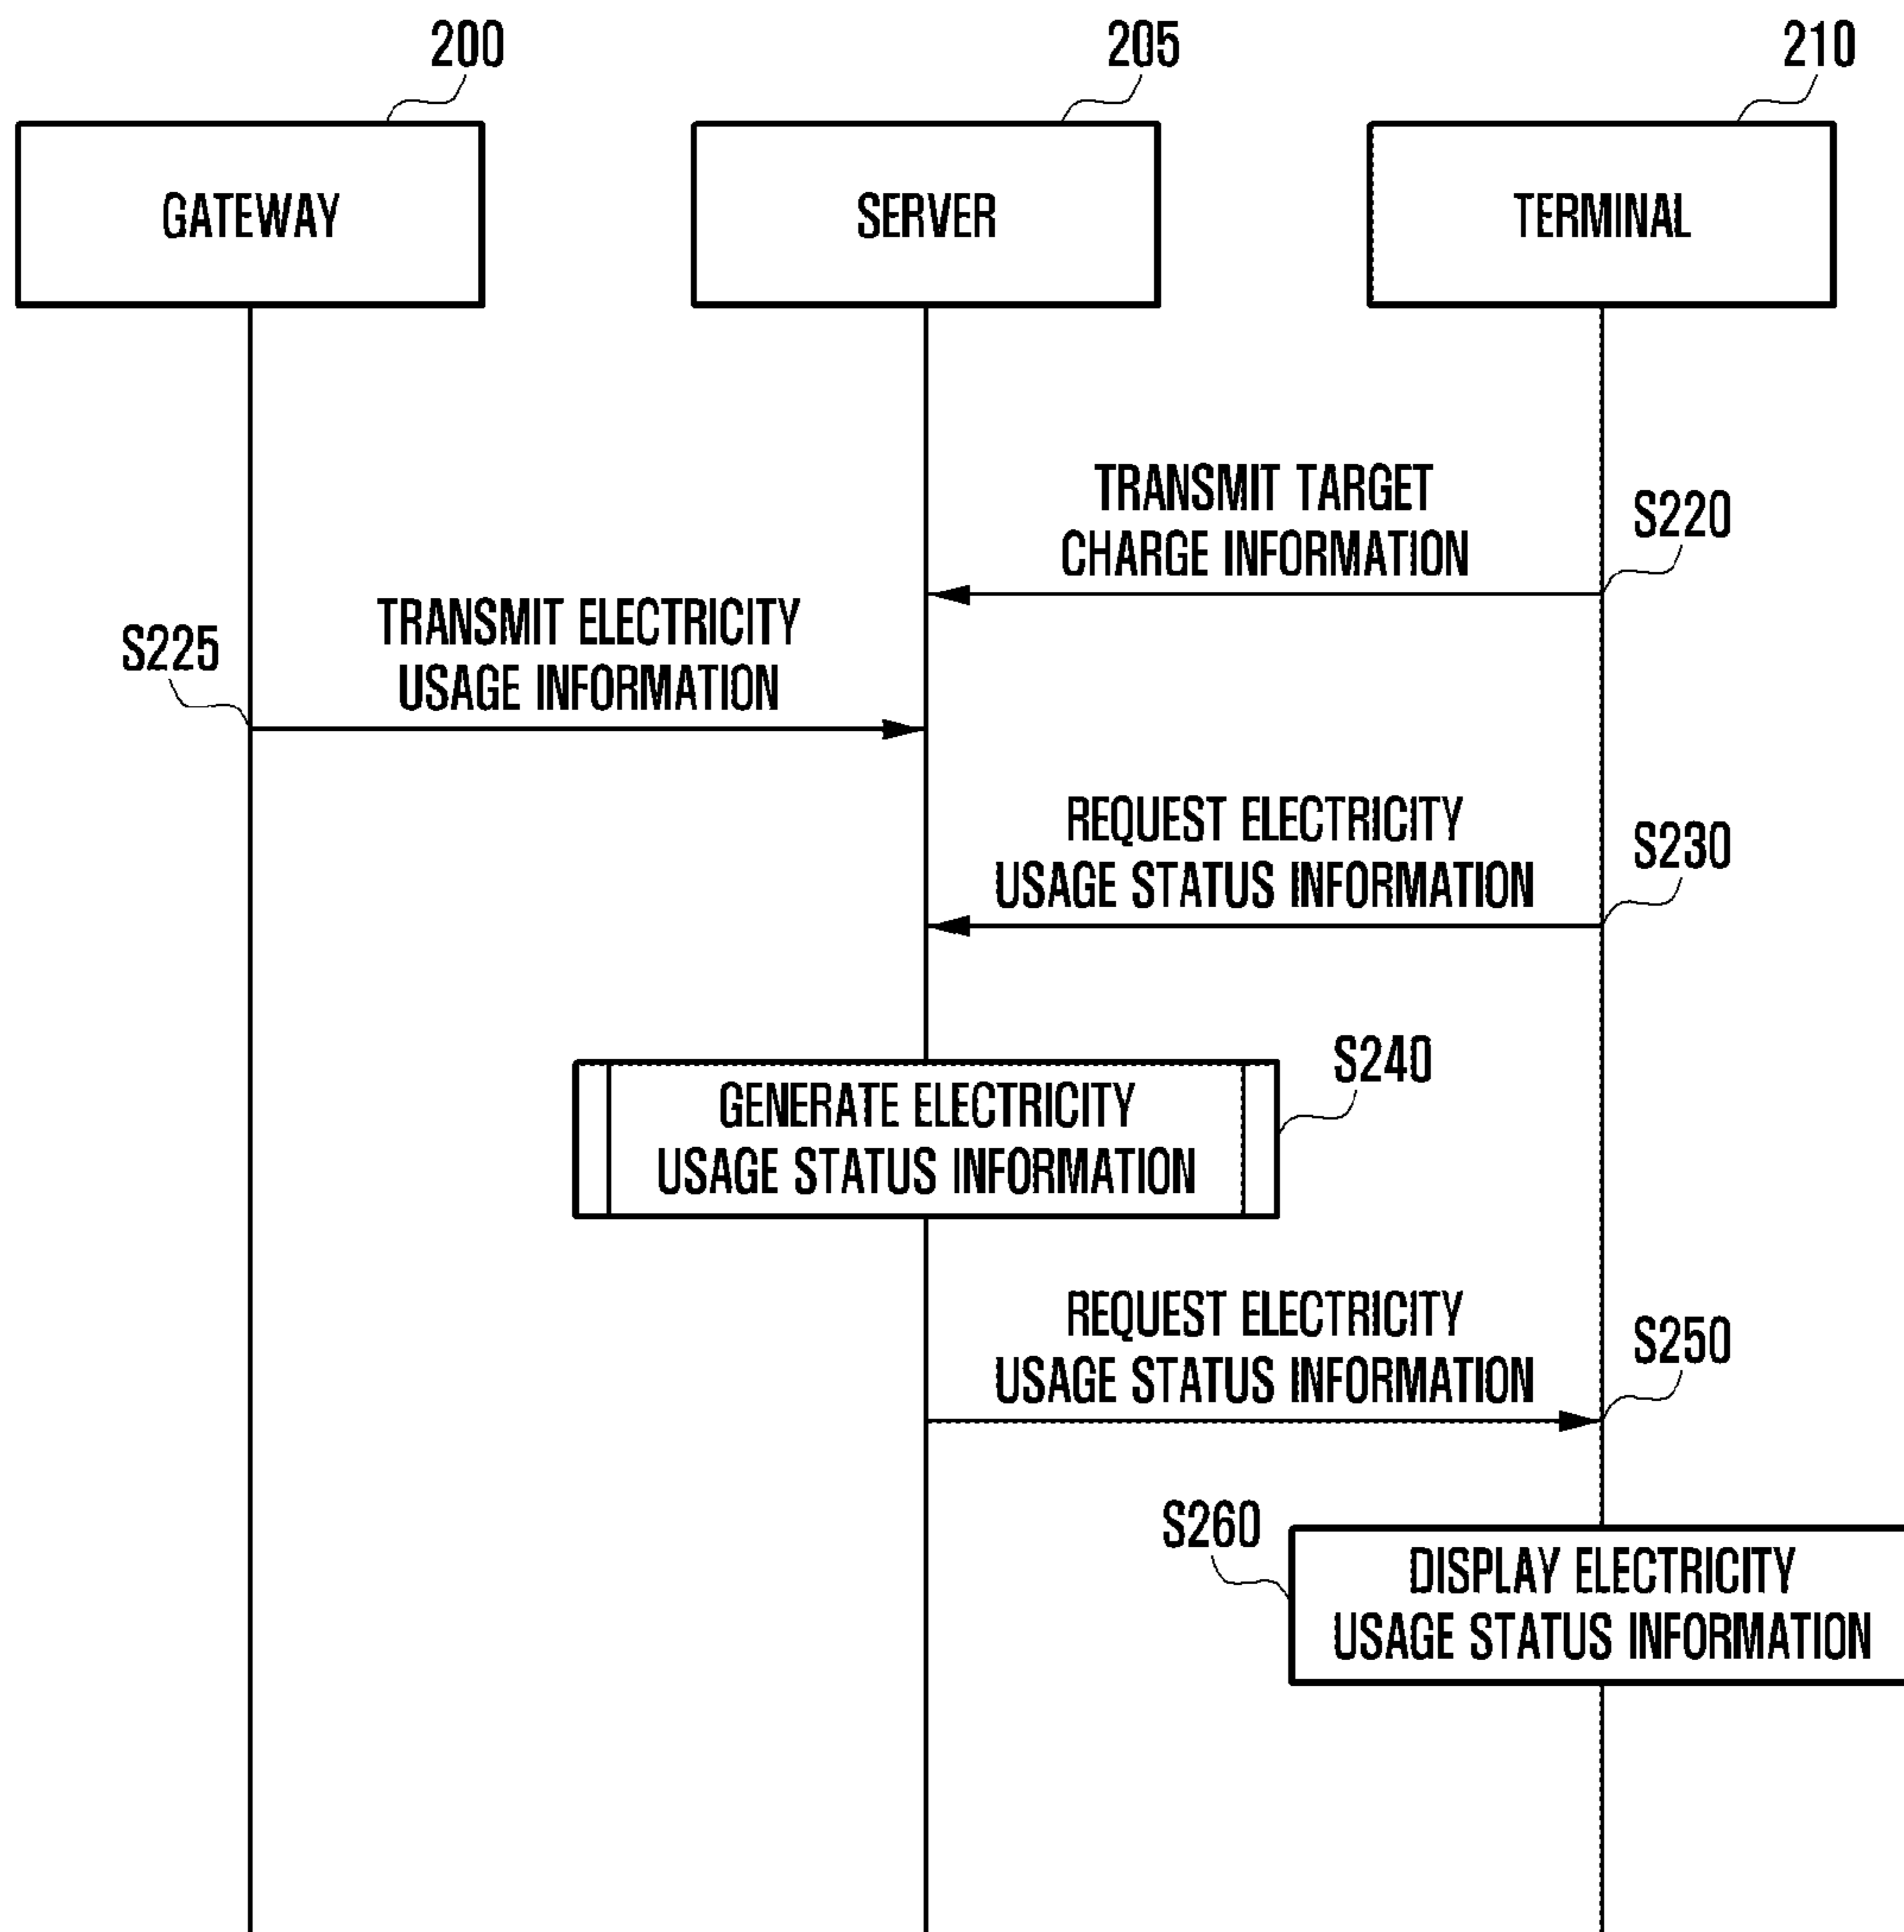 200
205
210
GATEWAY
SERVER
TERMINAL
TRANSMIT TARGET
CHARGE INFORMATION
S220
TRANSMIT ELECTRICITY
USAGE INFORMATION
S225
REQUEST ELECTRICITY
USAGE STATUS INFORMATION
S230
GENERATE ELECTRICITY
USAGE STATUS INFORMATION
S240
REQUEST ELECTRICITY
USAGE STATUS INFORMATION
S250
S260
DISPLAY ELECTRICITY
USAGE STATUS INFORMATION